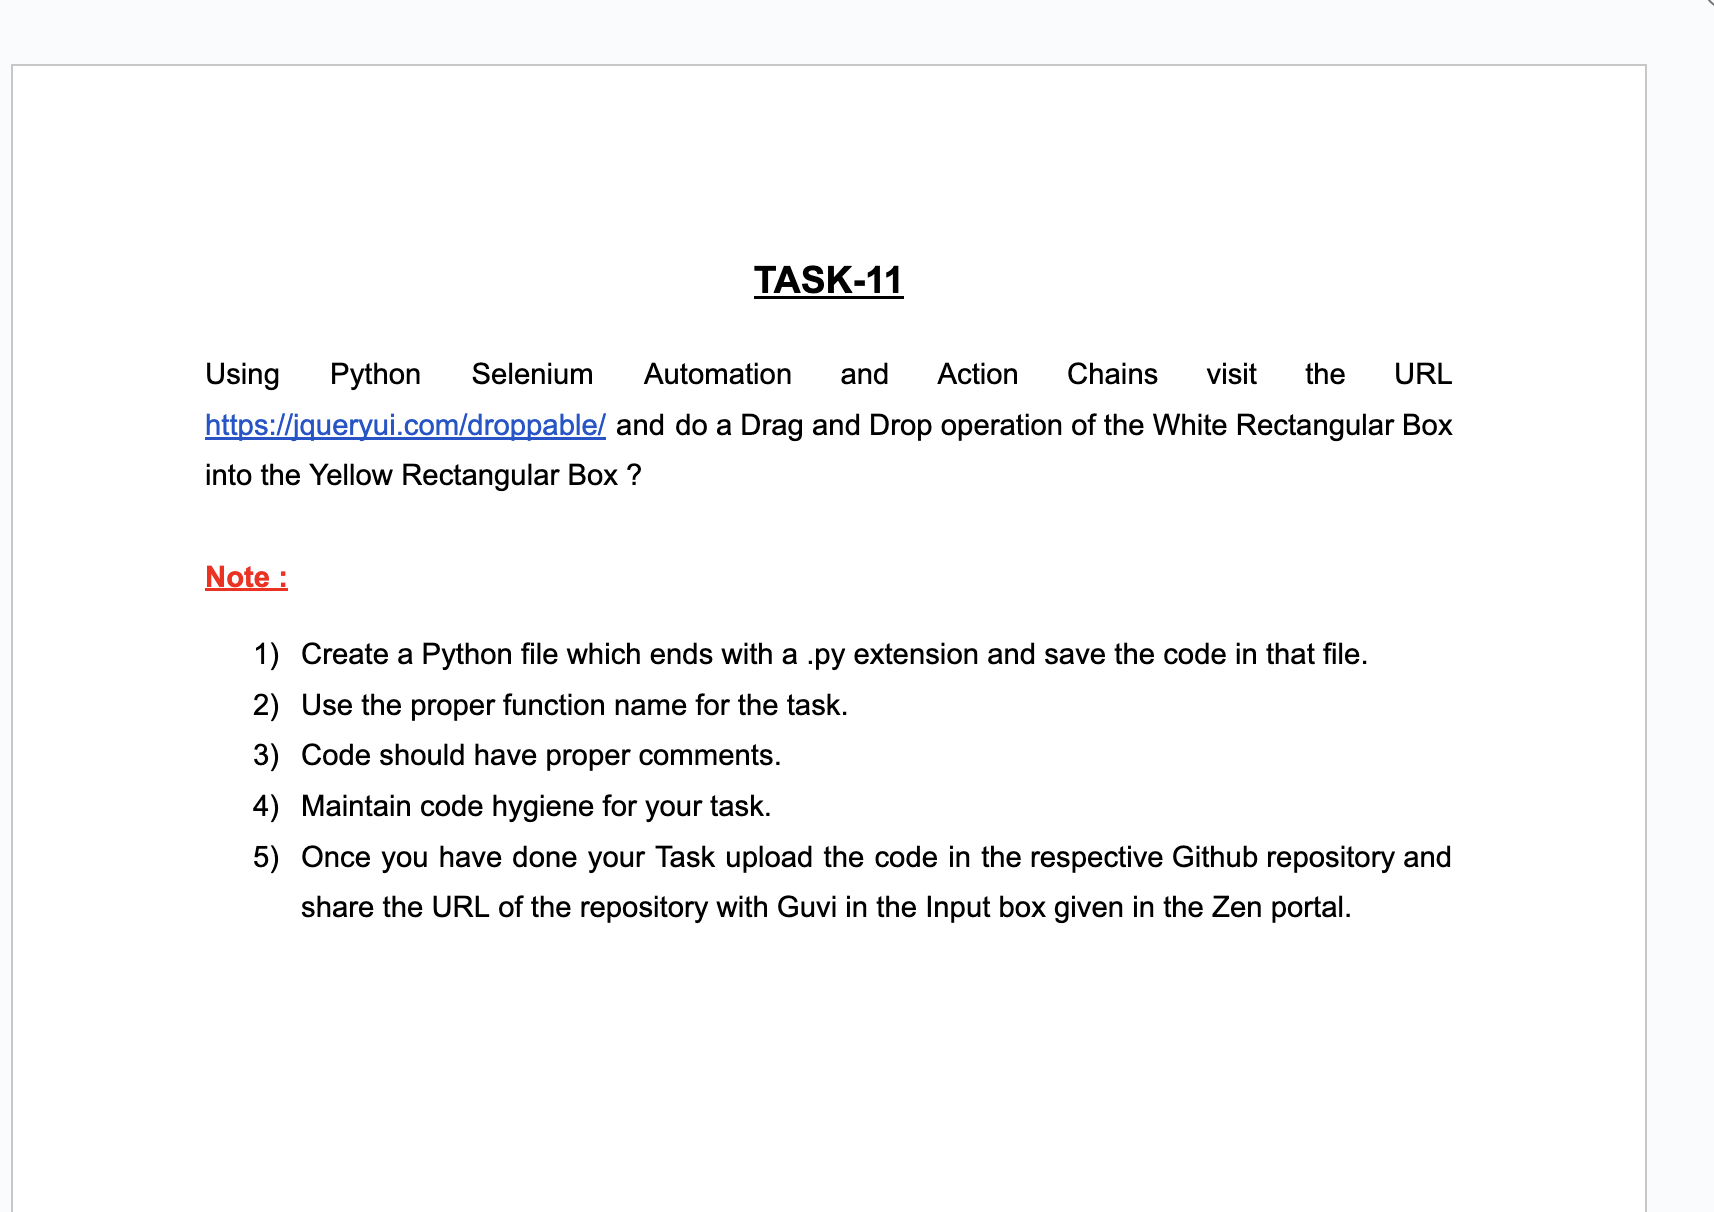 TASK-11
Using Python Selenium Automation and Action Chains visit the URL
https://jqueryui.com/droppable/ and do a Drag and Drop operation of the White Rectangular Box
into the Yellow Rectangular Box ?
Note :
1) Create a Python file which ends with a .py extension and save the code in that file.
2) Use the proper function name for the task.
3) Code should have proper comments.
4) Maintain code hygiene for your task.
5) Once you have done your Task upload the code in the respective Github repository and
share the URL of the repository with Guvi in the Input box given in the Zen portal.